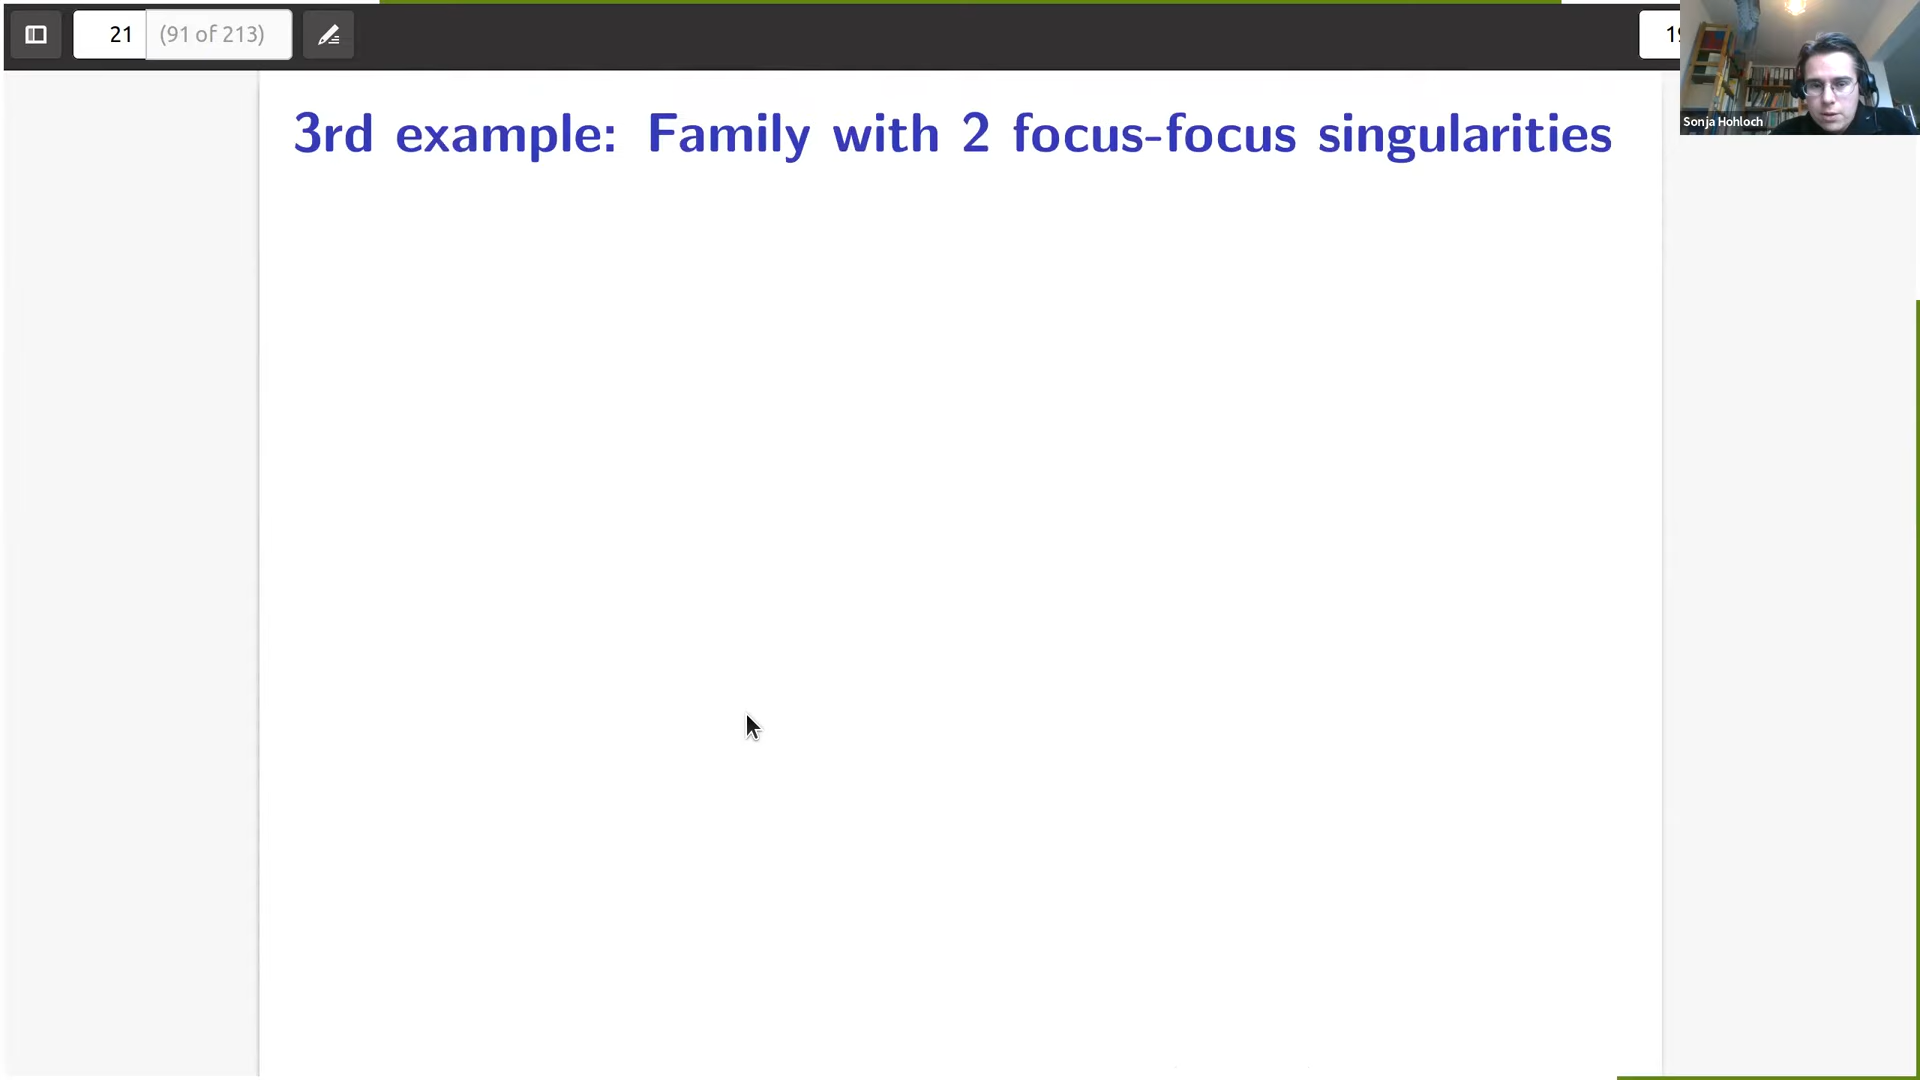 21 (91 of 213)
Sonja Hohloch
3rd example: Family with 2 focus-focus singularities